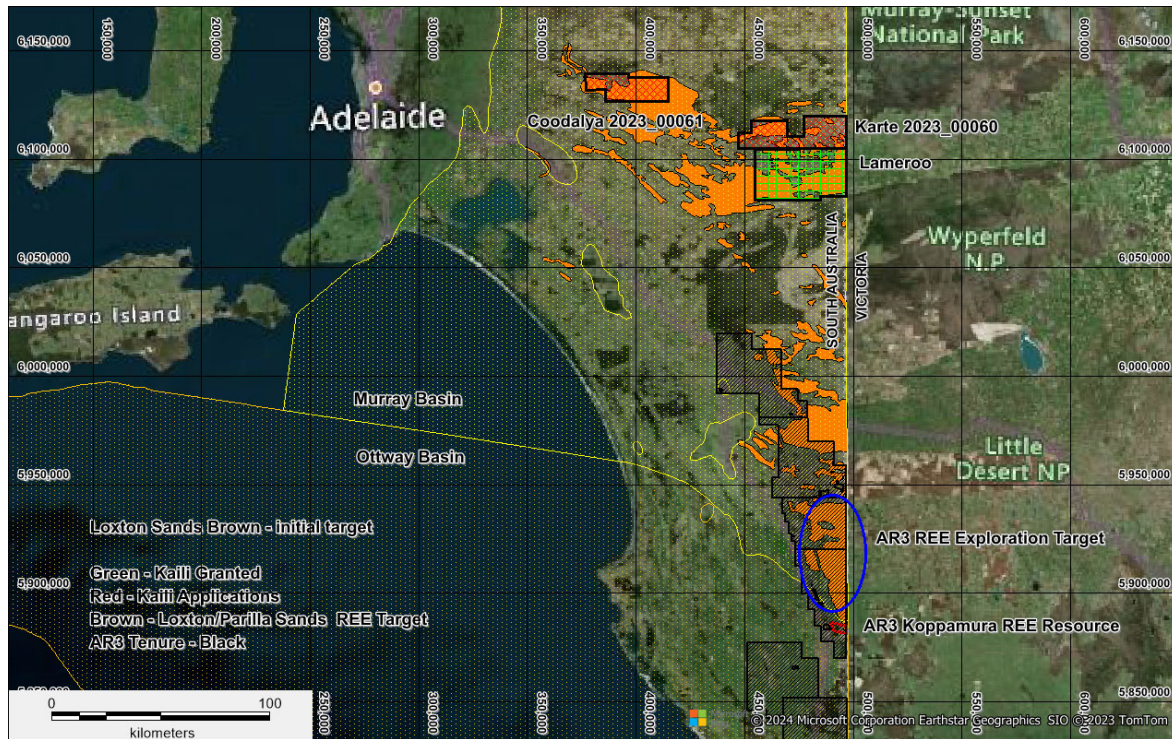 150,000
200,000
250,000
300,000
350,000
400,000
450,000
500,000
550,000
600,000
6,150,000
6,150,000
Murray-Sunset
National Park
Adelaide
Coodalya 2023_00061
Karte 2023_00060
6,100,000
6,100,000
Lameroo
SOUTH AUSTRALIA
VICTORIA
Wyperfeld
N.P.
6,050,000
6,050,000
angaroo Island
6,000,000
6,000,000
Murray Basin
Ottway Basin
Little
Desert NP
5,950,000
5,950,000
Loxton Sands Brown - initial target
AR3 REE Exploration Target
Green - Kaili Granted
Red - Kaili Applications
Brown - Loxton/Parilla Sands REE Target
AR3 Tenure - Black
5,900,000
5,900,000
AR3 Koppamura REE Resource
5,850,000
5,850,000
0 100
kilometers
250,000
300,000
350,000
400,000
450,000
500,000
550,000
600,000
© 2024 Microsoft Corporation Earthstar Geographics SIO © 2023 TomTom